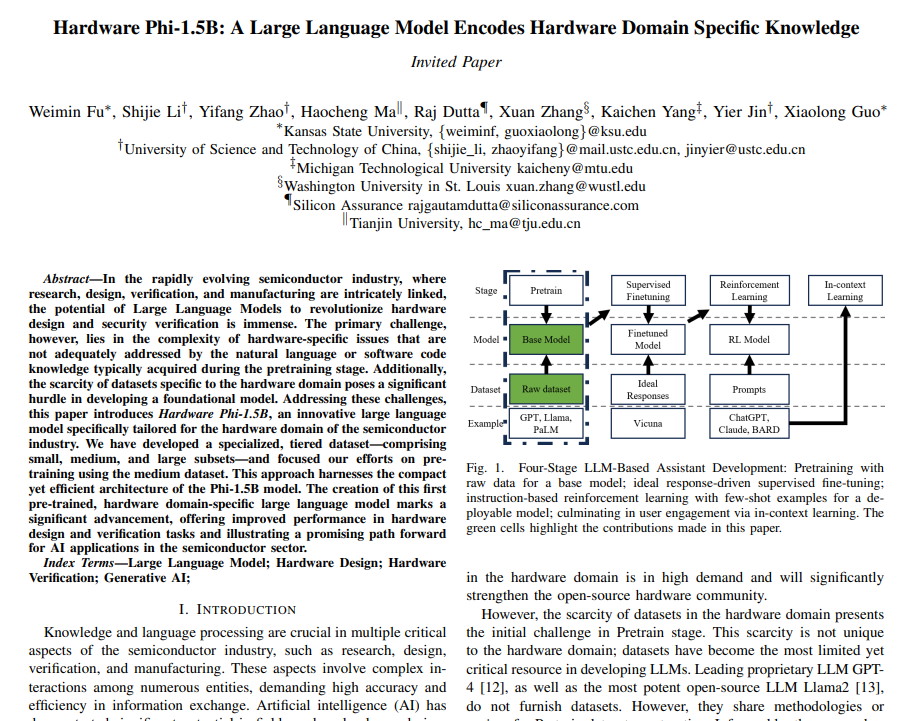 Hardware Phi-1.5B: A Large Language Model Encodes Hardware Domain Specific Knowledge
Invited Paper
Weimin Fu*, Shijie Li†, Yifang Zhao†, Haocheng Ma‖, Raj Dutta¶, Xuan Zhang§, Kaichen Yang‡, Yier Jin†, Xiaolong Guo*
*Kansas State University, {weiminf, guoxiaolong}@ksu.edu
†University of Science and Technology of China, {shijie_li, zhaoyifang}@mail.ustc.edu.cn, jinyier@ustc.edu.cn
‡Michigan Technological University kaicheny@mtu.edu
§Washington University in St. Louis xuan.zhang@wustl.edu
¶Silicon Assurance rajgautamdutta@siliconassurance.com
‖Tianjin University, hc_ma@tju.edu.cn
Abstract—In the rapidly evolving semiconductor industry, where
research, design, verification, and manufacturing are intricately linked,
the potential of Large Language Models to revolutionize hardware
design and security verification is immense. The primary challenge,
however, lies in the complexity of hardware-specific issues that are
not adequately addressed by the natural language or software code
knowledge typically acquired during the pretraining stage. Additionally,
the scarcity of datasets specific to the hardware domain poses a significant
hurdle in developing a foundational model. Addressing these challenges,
this paper introduces Hardware Phi-1.5B, an innovative large language
model specifically tailored for the hardware domain of the semiconductor
industry. We have developed a specialized, tiered dataset—comprising
small, medium, and large subsets—and focused our efforts on pre-
training using the medium dataset. This approach harnesses the compact
yet efficient architecture of the Phi-1.5B model. The creation of this first
pre-trained, hardware domain-specific large language model marks a
significant advancement, offering improved performance in hardware
design and verification tasks and illustrating a promising path forward
for AI applications in the semiconductor sector.
Index Terms—Large Language Model; Hardware Design; Hardware
Verification; Generative AI;
I. INTRODUCTION
Knowledge and language processing are crucial in multiple critical
aspects of the semiconductor industry, such as research, design,
verification, and manufacturing. These aspects involve complex in-
teractions among numerous entities, demanding high accuracy and
efficiency in information exchange. Artificial intelligence (AI) has
Stage
Pretrain
Supervised
Finetuning
Reinforcement
Learning
In-context
Learning
Model
Base Model
Finetuned
Model
RL Model
Dataset
Raw dataset
Ideal
Responses
Prompts
Example
GPT, Llama,
PaLM
Vicuna
ChatGPT,
Claude, BARD
Fig. 1. Four-Stage LLM-Based Assistant Development: Pretraining with
raw data for a base model; ideal response-driven supervised fine-tuning;
instruction-based reinforcement learning with few-shot examples for a de-
ployable model; culminating in user engagement via in-context learning. The
green cells highlight the contributions made in this paper.
in the hardware domain is in high demand and will significantly
strengthen the open-source hardware community.
However, the scarcity of datasets in the hardware domain presents
the initial challenge in Pretrain stage. This scarcity is not unique
to the hardware domain; datasets have become the most limited yet
critical resource in developing LLMs. Leading proprietary LLM GPT-
4 [12], as well as the most potent open-source LLM Llama2 [13],
do not furnish datasets. However, they share methodologies or